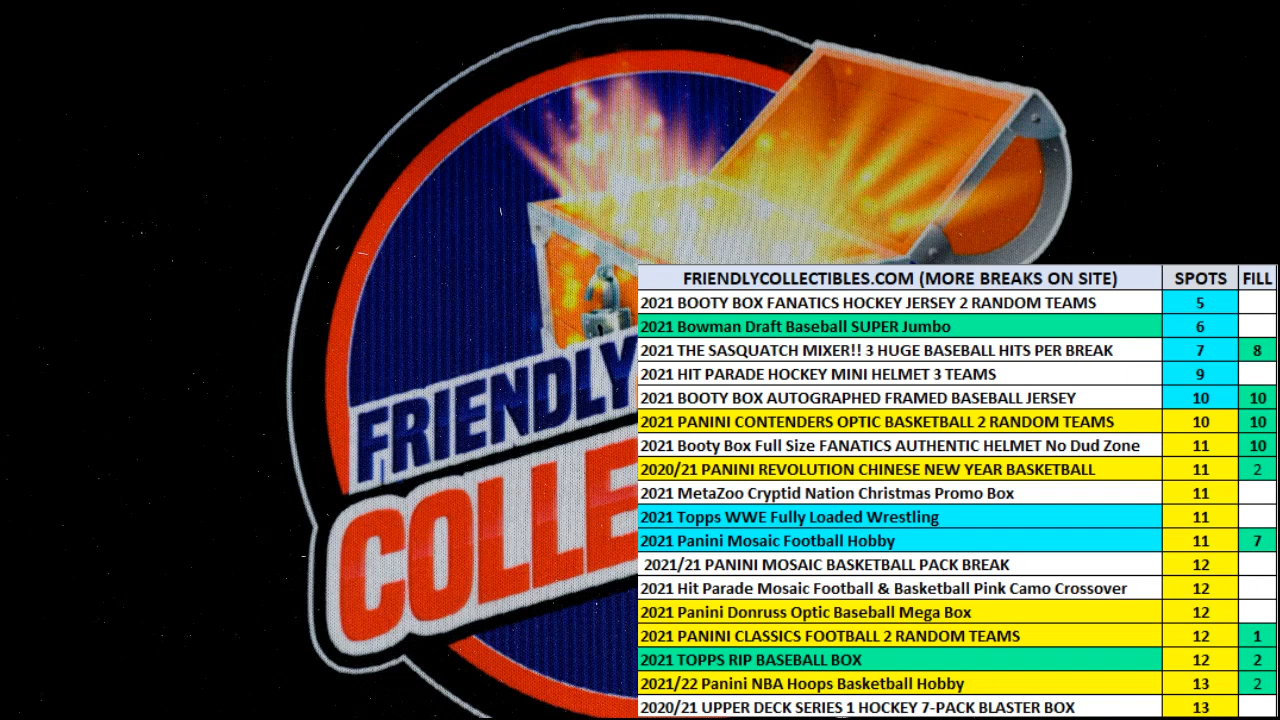 FRIENDLY
COLLE
FRIENDLYCOLLECTIBLES.COM (MORE BREAKS ON SITE) SPOTS FILL
2021 BOOTY BOX FANATICS HOCKEY JERSEY 2 RANDOM TEAMS 5
2021 Bowman Draft Baseball SUPER Jumbo 6
2021 THE SASQUATCH MIXER!! 3 HUGE BASEBALL HITS PER BREAK 7 8
2021 HIT PARADE HOCKEY MINI HELMET 3 TEAMS 9
2021 BOOTY BOX AUTOGRAPHED FRAMED BASEBALL JERSEY 10 10
2021 PANINI CONTENDERS OPTIC BASKETBALL 2 RANDOM TEAMS 10 10
2021 Booty Box Full Size FANATICS AUTHENTIC HELMET No Dud Zone 11 10
2020/21 PANINI REVOLUTION CHINESE NEW YEAR BASKETBALL 11 2
2021 MetaZoo Cryptid Nation Christmas Promo Box 11
2021 Topps WWE Fully Loaded Wrestling 11
2021 Panini Mosaic Football Hobby 11 7
2021/21 PANINI MOSAIC BASKETBALL PACK BREAK 12
2021 Hit Parade Mosaic Football & Basketball Pink Camo Crossover 12
2021 Panini Donruss Optic Baseball Mega Box 12
2021 PANINI CLASSICS FOOTBALL 2 RANDOM TEAMS 12 1
2021 TOPPS RIP BASEBALL BOX 12 2
2021/22 Panini NBA Hoops Basketball Hobby 13 2
2020/21 UPPER DECK SERIES 1 HOCKEY 7-PACK BLASTER BOX 13